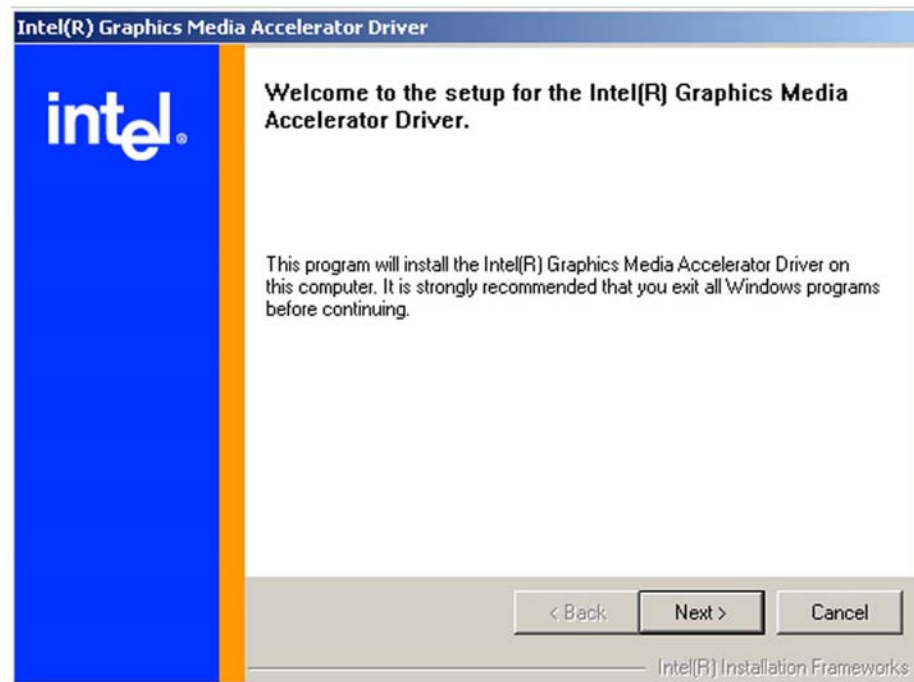 Intel(R) Graphics Media Accelerator Driver
intel®
Welcome to the setup for the Intel(R) Graphics Media
Accelerator Driver.
This program will install the Intel(R) Graphics Media Accelerator Driver on
this computer. It is strongly recommended that you exit all Windows programs
before continuing.
< Back
Next >
Cancel
Intel(R) Installation Frameworks